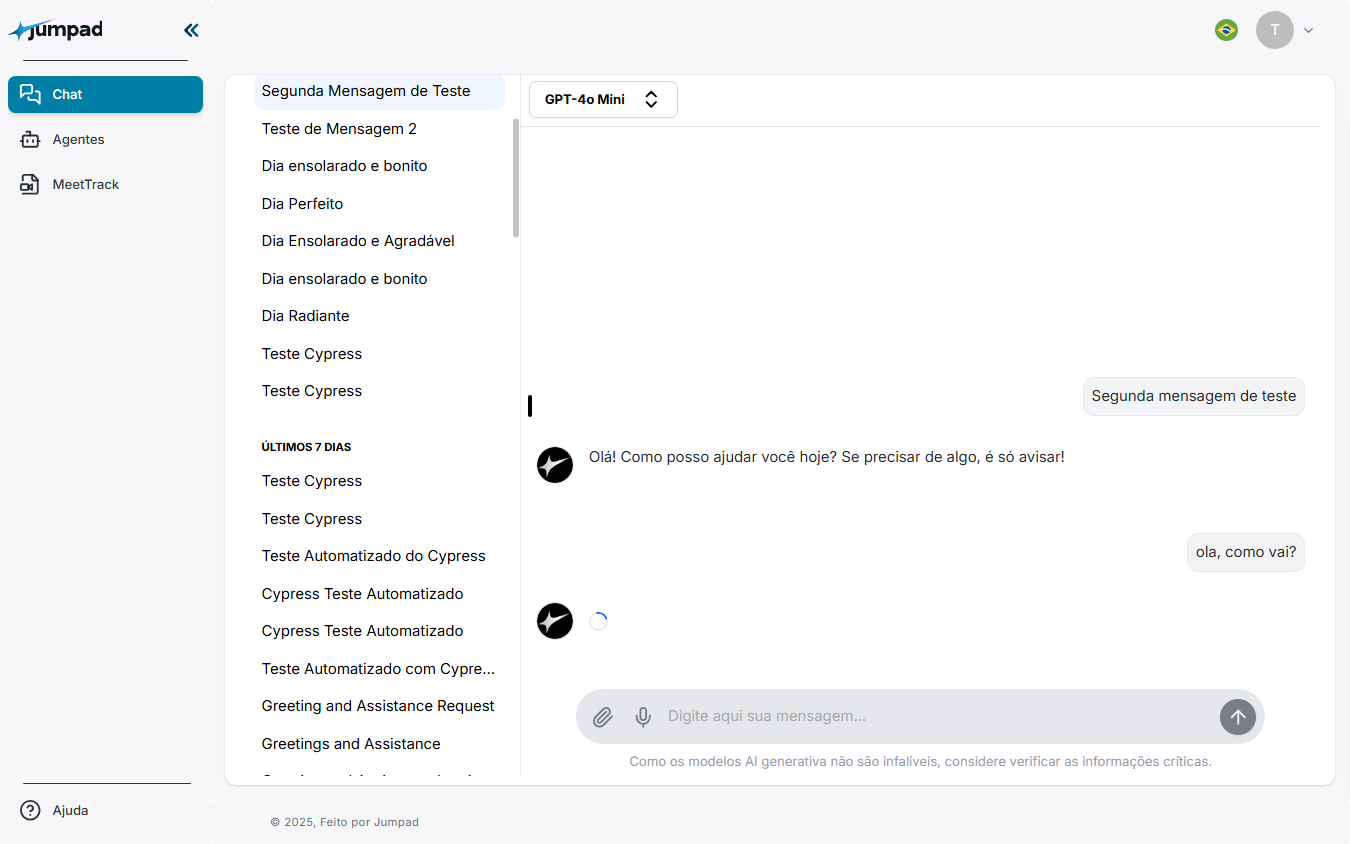 Jumpad
T
Chat
Agentes
MeetTrack
Segunda Mensagem de Teste
Teste de Mensagem 2
Dia ensolarado e bonito
Dia Perfeito
Dia Ensolarado e Agradável
Dia ensolarado e bonito
Dia Radiante
Teste Cypress
Teste Cypress
ÚLTIMOS 7 DIAS
Teste Cypress
Teste Cypress
Teste Automatizado do Cypress
Cypress Teste Automatizado
Cypress Teste Automatizado
Teste Automatizado com Cypre...
Greeting and Assistance Request
Greetings and Assistance
GPT-4o Mini
Segunda mensagem de teste
Olá! Como posso ajudar você hoje? Se precisar de algo, é só avisar!
ola, como vai?
Digite aqui sua mensagem...
Como os modelos AI generativa não são infalíveis, considere verificar as informações críticas.
Ajuda
© 2025, Feito por Jumpad